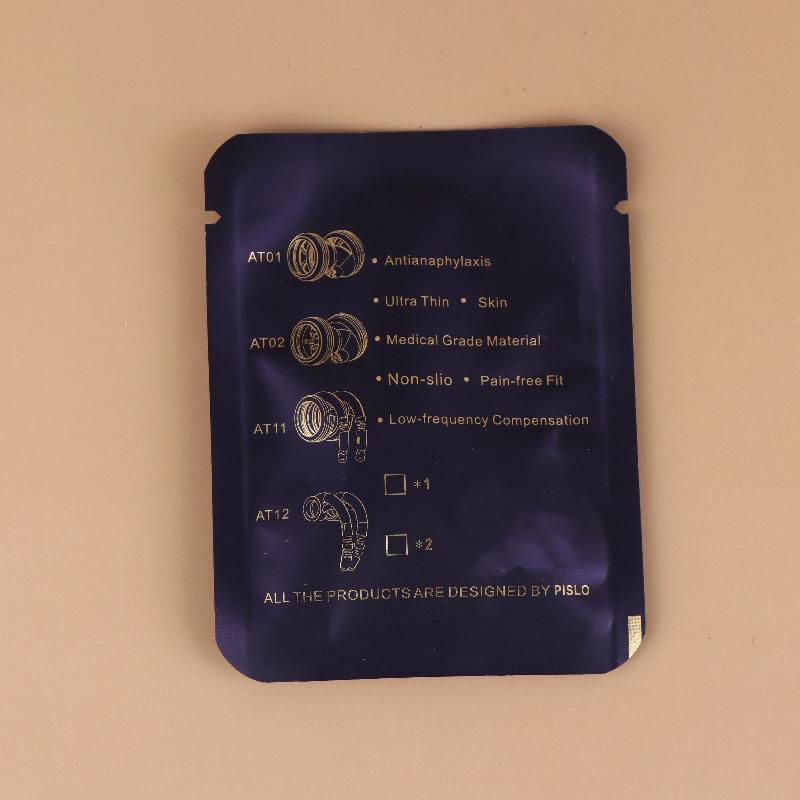 AT01
• Antianaphylaxis
• Ultra Thin • Skin
AT02
• Medical Grade Material
• Non-slio • Pain-free Fit
AT11
• Low-frequency Compensation
*1
AT12
*2
ALL THE PRODUCTS ARE DESIGNED BY PISLO